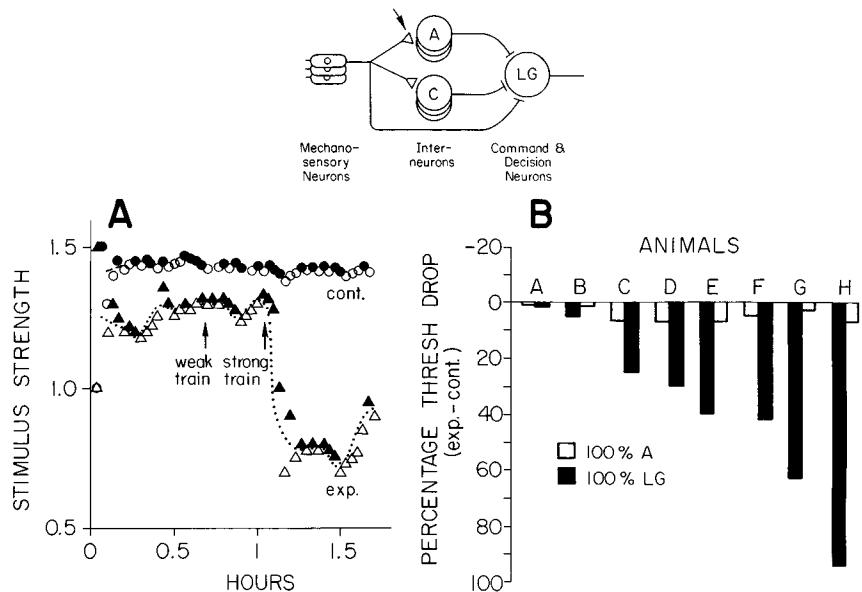 A
C
LG
Mechano-
sensory
Neurons
Inter-
neurons
Command &
Decision
Neurons
A
STIMULUS STRENGTH
1.5
1.0
0.5
cont.
weak
train
strong
train
exp.
0
0.5
1
1.5
HOURS
B
PERCENTAGE THRESH DROP
(exp.-cont.)
-20
0
20
40
60
80
100
ANIMALS
A B C D E F G H
100% A
100% LG